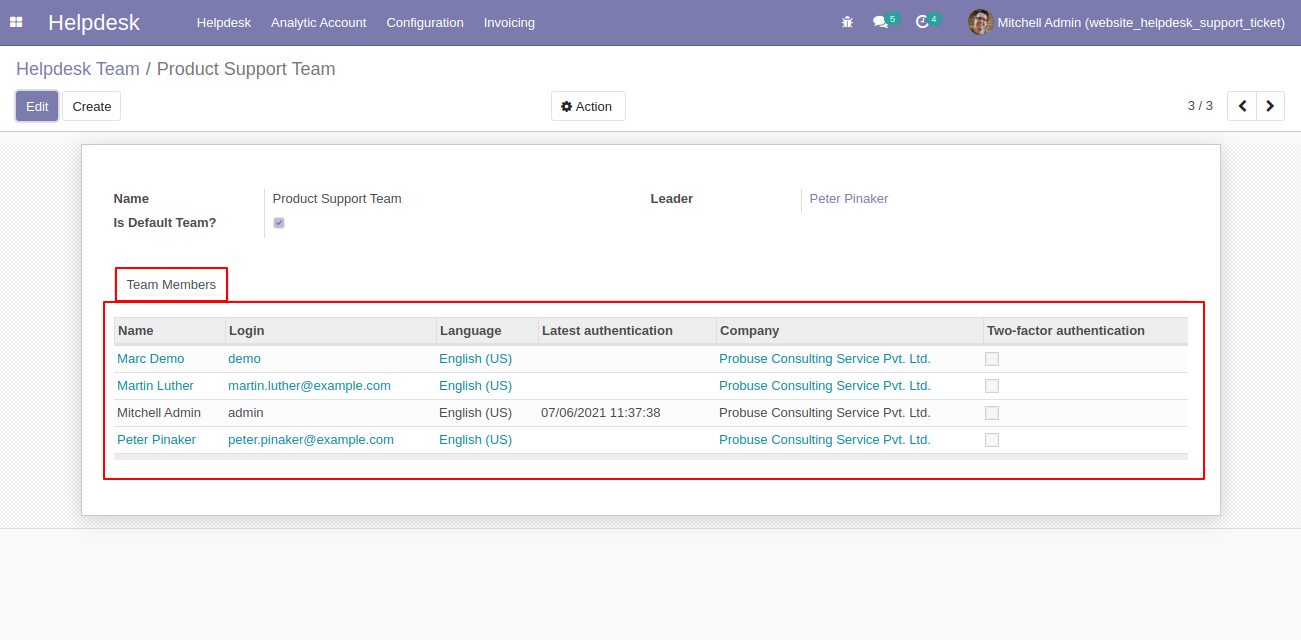 Helpdesk Helpdesk Analytic Account Configuration Invoicing 5 4 Mitchell Admin (website_helpdesk_support_ticket)
Helpdesk Team / Product Support Team
Edit Create Action 3 / 3
Name Product Support Team Leader Peter Pinaker
Is Default Team?
Team Members
Name Login Language Latest authentication Company Two-factor authentication
Marc Demo demo English (US) Probuse Consulting Service Pvt. Ltd.
Martin Luther martin.luther@example.com English (US) Probuse Consulting Service Pvt. Ltd.
Mitchell Admin admin English (US) 07/06/2021 11:37:38 Probuse Consulting Service Pvt. Ltd.
Peter Pinaker peter.pinaker@example.com English (US) Probuse Consulting Service Pvt. Ltd.